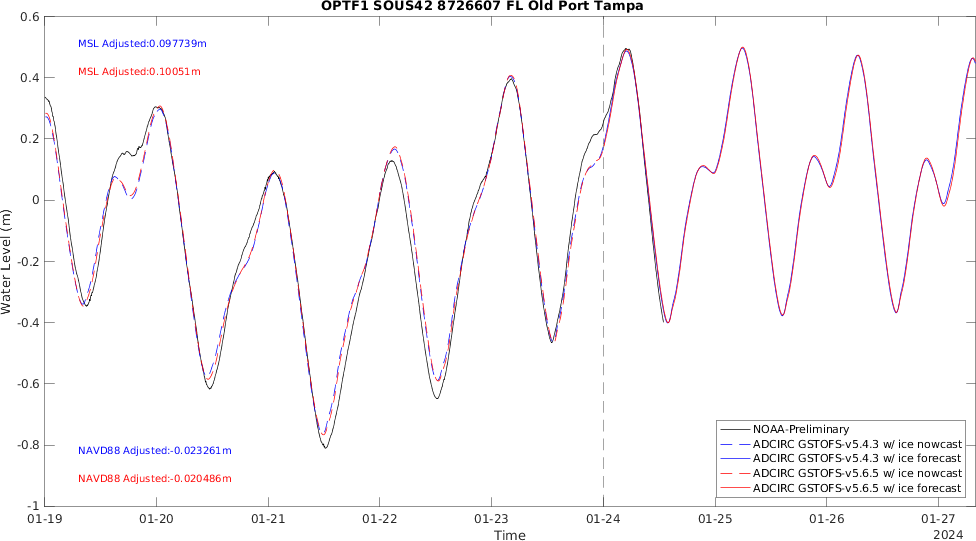 OPTF1 SOUS42 8726607 FL Old Port Tampa
0.6
MSL Adjusted:0.097739m
MSL Adjusted:0.10051m
0.4
0.2
0
-0.2
-0.4
-0.6
-0.8
-1
Water Level (m)
NAVD88 Adjusted:-0.023261m
NAVD88 Adjusted:-0.020486m
NOAA-Preliminary
ADCIRC GSTOFS-v5.4.3 w/ ice nowcast
ADCIRC GSTOFS-v5.4.3 w/ ice forecast
ADCIRC GSTOFS-v5.6.5 w/ ice nowcast
ADCIRC GSTOFS-v5.6.5 w/ ice forecast
01-19 01-20 01-21 01-22 01-23 01-24 01-25 01-26 01-27
Time
2024